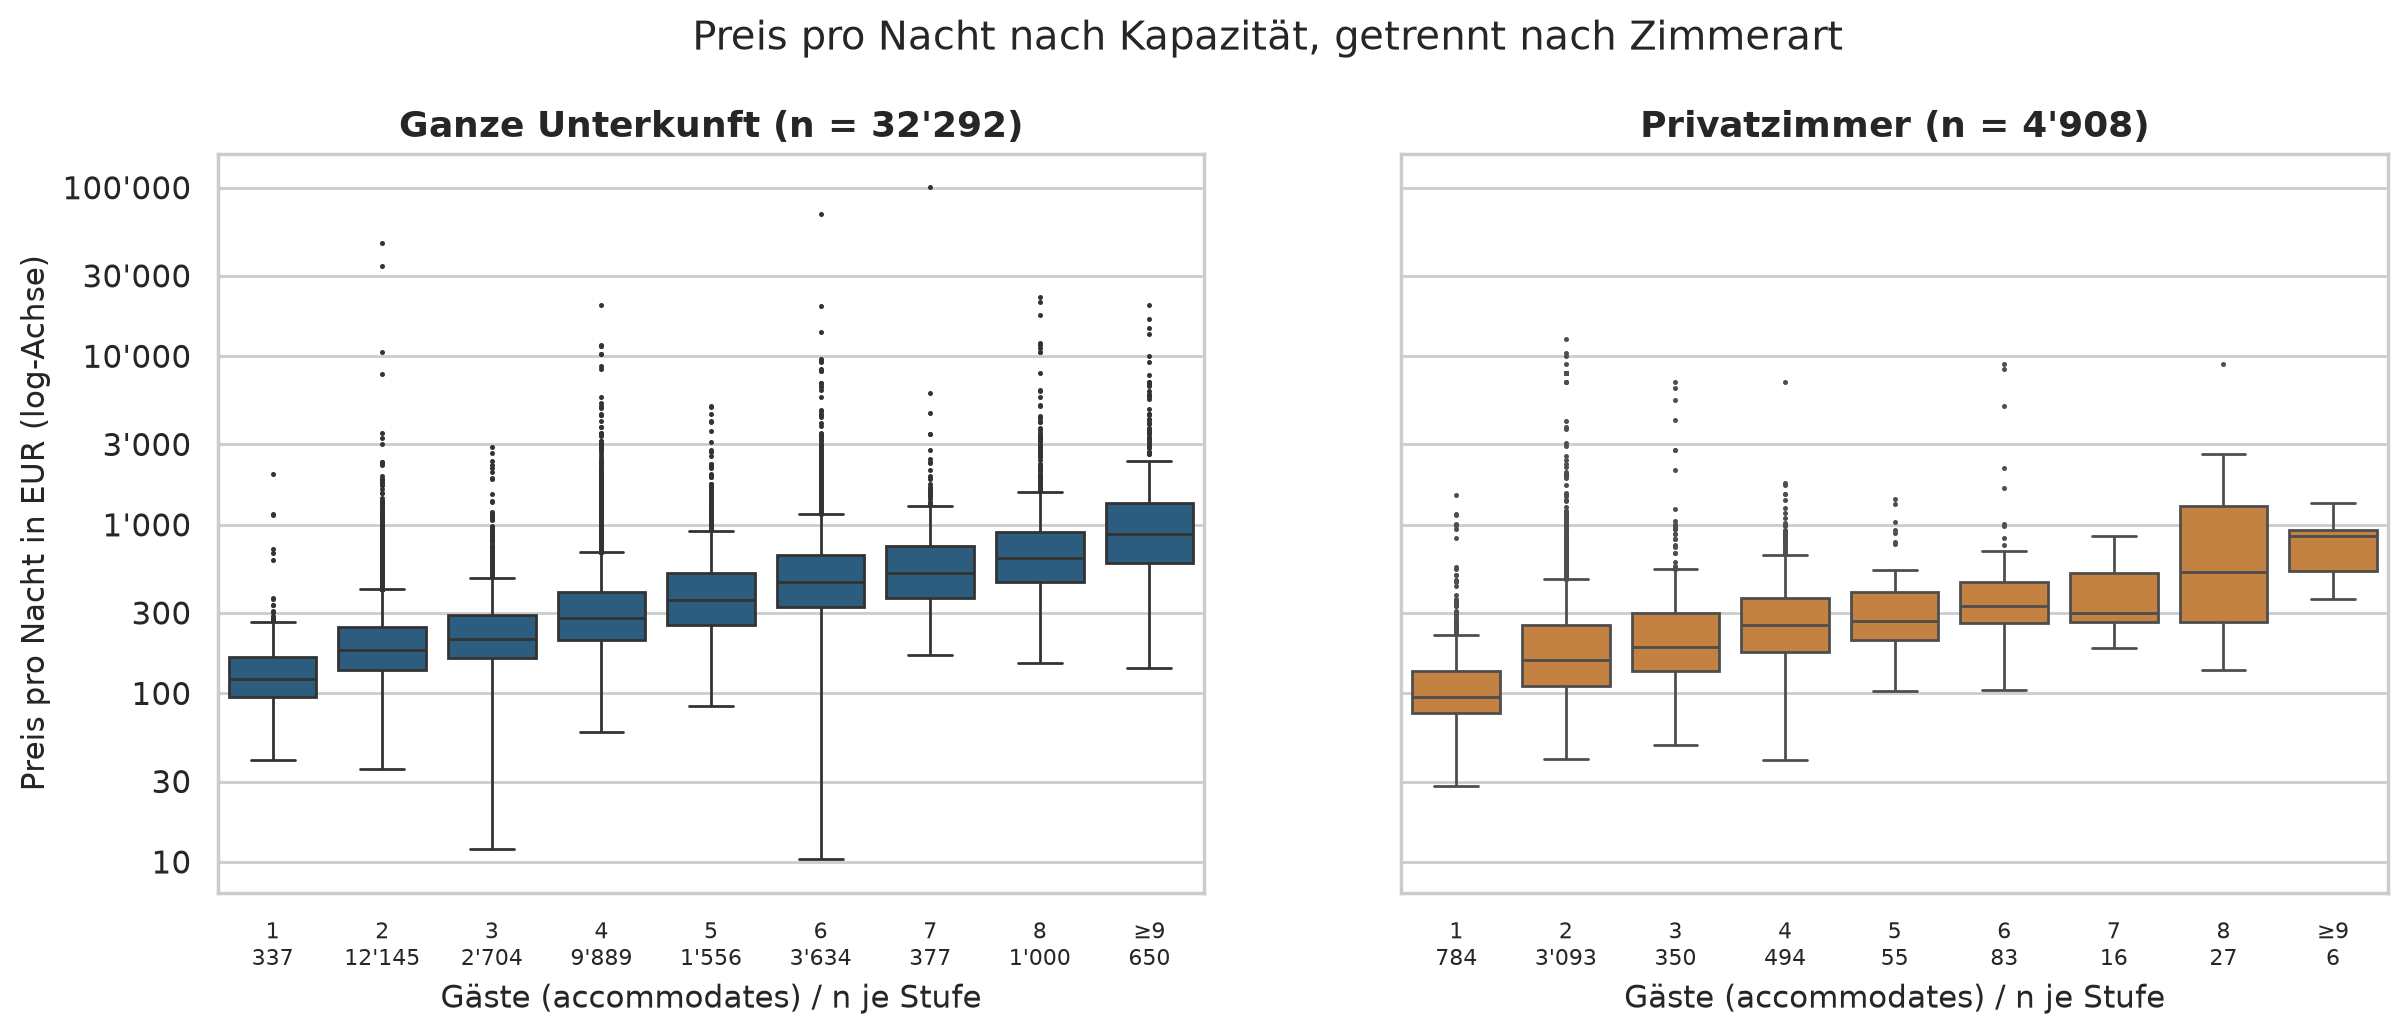 Preis pro Nacht nach Kapazität, getrennt nach Zimmerart
Ganze Unterkunft (n = 32'292)
Preis pro Nacht in EUR (log-Achse)
100'000
30'000
10'000
3'000
1'000
300
100
30
10
1 2 3 4 5 6 7 8 ≥9
337 12'145 2'704 9'889 1'556 3'634 377 1'000 650
Gäste (accommodates) / n je Stufe
Privatzimmer (n = 4'908)
1 2 3 4 5 6 7 8 ≥9
784 3'093 350 494 55 83 16 27 6
Gäste (accommodates) / n je Stufe